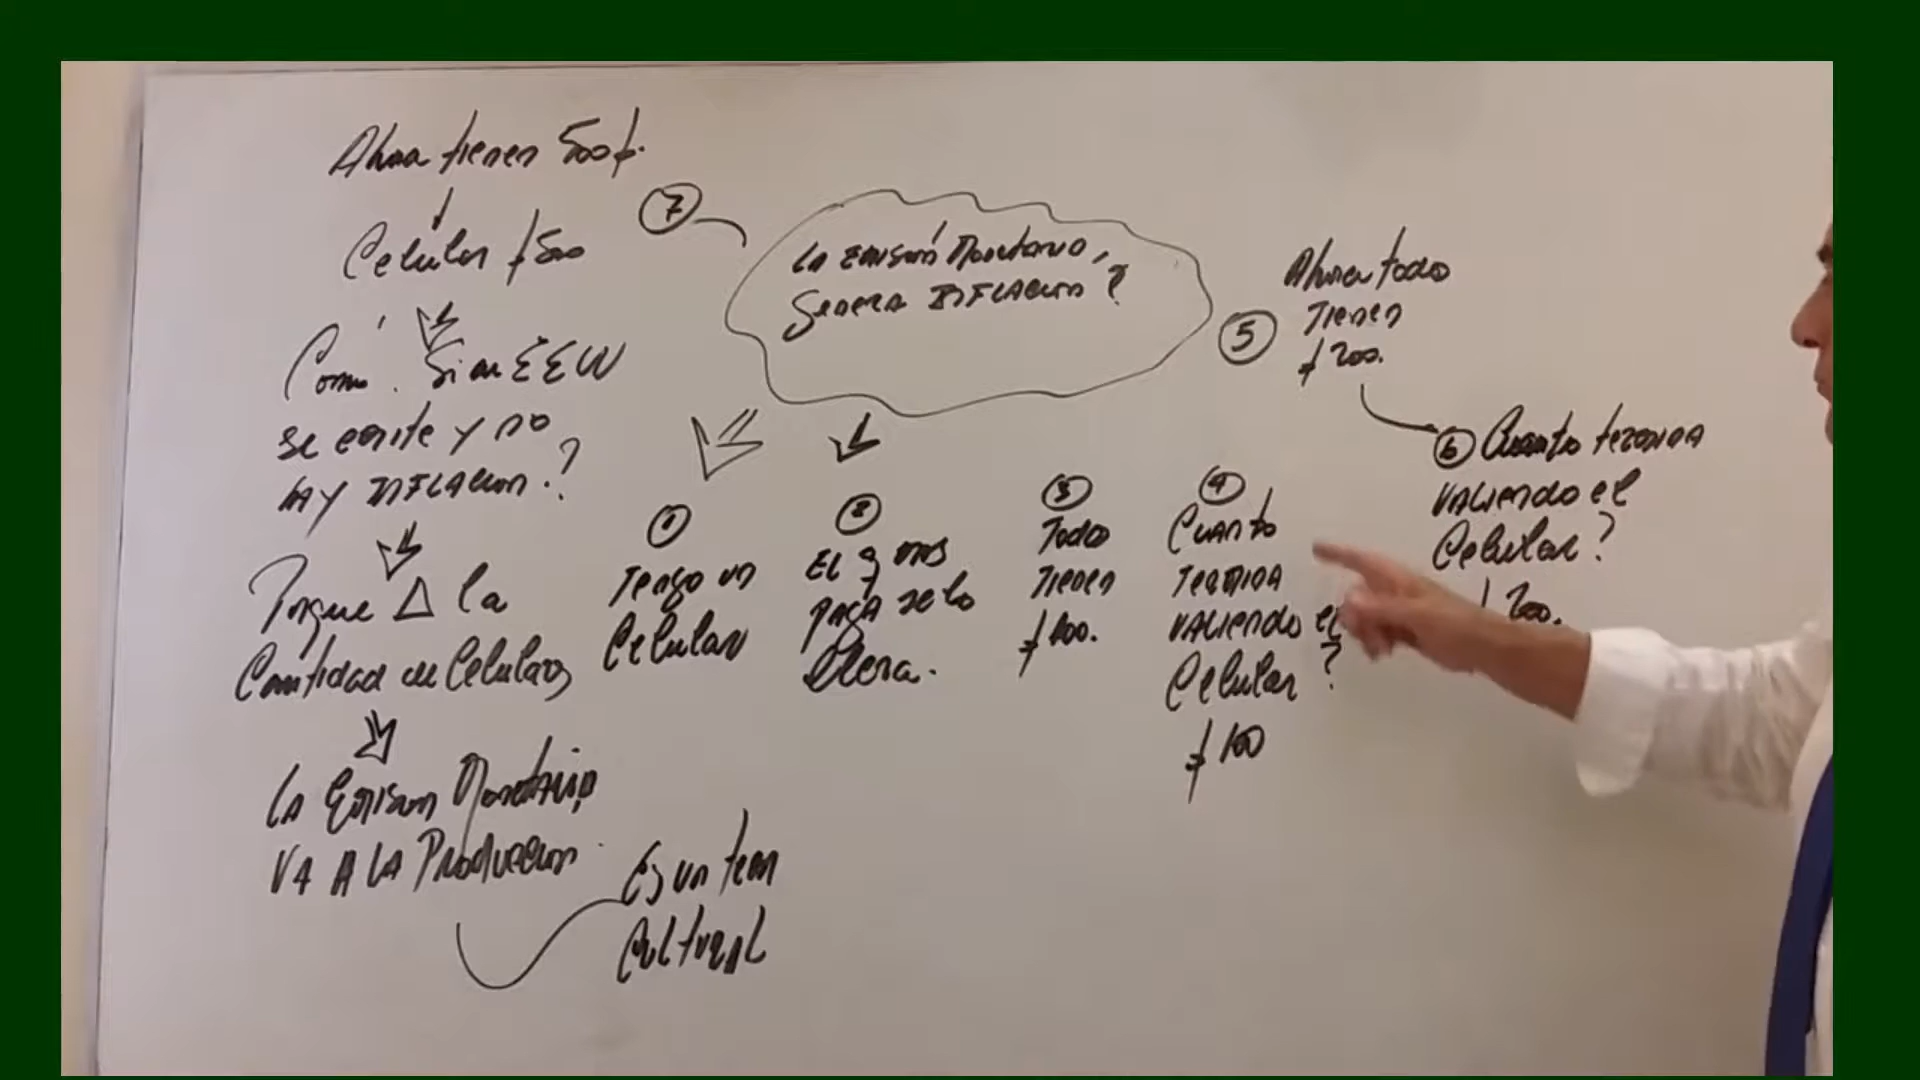 Ahora tienen 500 $.
Celular $ 500
Como. Si en EEUU
se emite y no
hay INFLACION.?
Porque Δ la
Cantidad de Celulares
La Emision Monetaria
VA A LA PRODUCCION
Es un tema
CULTURAL
7
La Emisión Monetaria,
Genera INFLACION?
1
Tengo un
Celular
2
EL q mas
paga se lo
lleva.
3
Todos
Tienen
$ 100.
4
Cuanto
TERMINA
VALIENDO el
Celular?
$ 100
5
Ahora todos
Tienen
$ 200.
6 Cuanto termina
VALIENDO el
Celular?
$ 200.